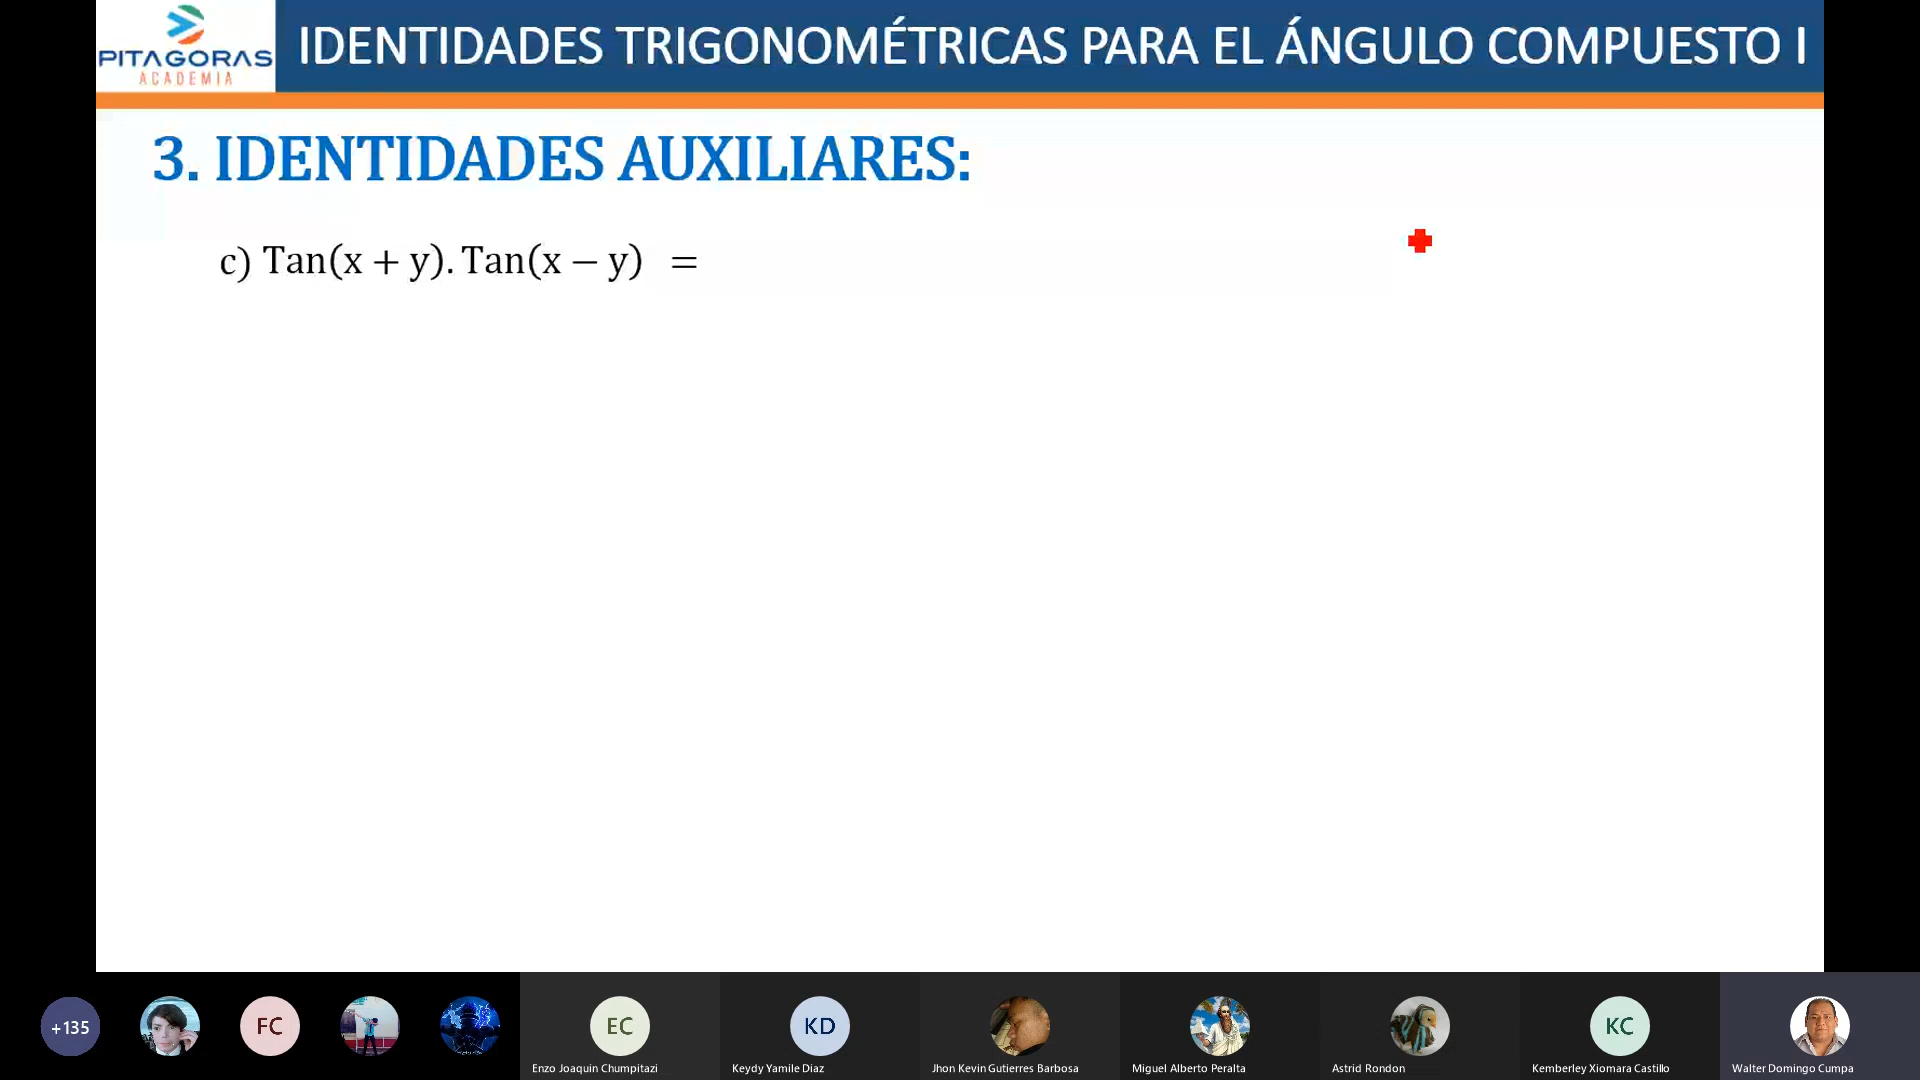 PITAGORAS
ACADEMIA
IDENTIDADES TRIGONOMÉTRICAS PARA EL ÁNGULO COMPUESTO I
3. IDENTIDADES AUXILIARES:
c) Tan(x + y). Tan(x − y) =
+135
FC
EC
KD
KC
Enzo Joaquin Chumpitazi
Keydy Yamile Diaz
Jhon Kevin Gutierres Barbosa
Miguel Alberto Peralta
Astrid Rondon
Kemberley Xiomara Castillo
Walter Domingo Cumpa